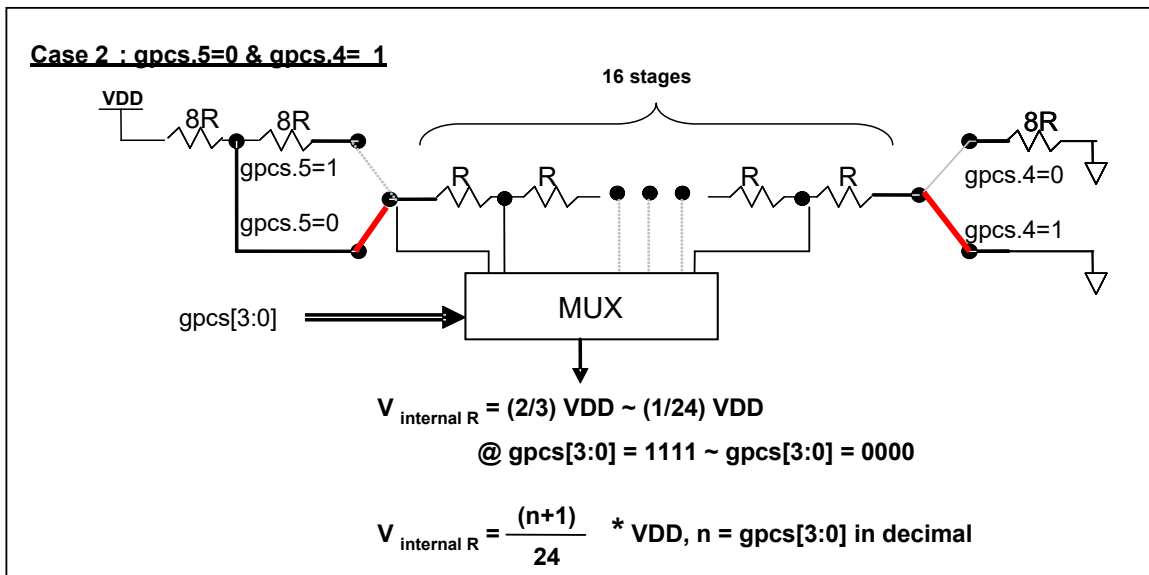 Case 2 : gpcs.5=0 & gpcs.4= 1
16 stages
VDD
8R
8R
8R
gpcs.5=1
gpcs.4=0
R
R
R
R
gpcs.5=0
gpcs.4=1
MUX
gpcs[3:0]
V internal R = (2/3) VDD ~ (1/24) VDD
@ gpcs[3:0] = 1111 ~ gpcs[3:0] = 0000
V internal R = (n+1) / 24 * VDD, n = gpcs[3:0] in decimal